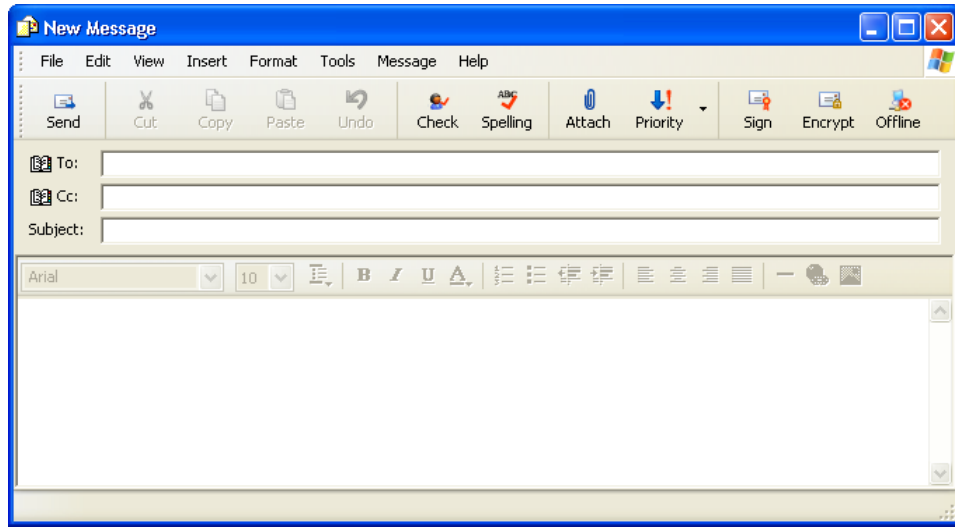 New Message
File Edit View Insert Format Tools Message Help
ABC
Send Cut Copy Paste Undo Check Spelling Attach Priority Sign Encrypt Offline
To:
Cc:
Subject:
Arial 10 B I U A